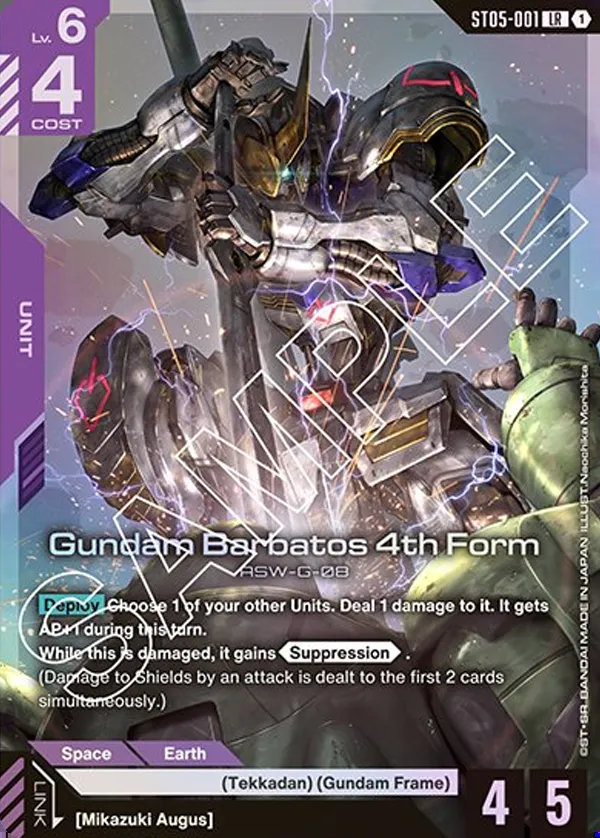 Lv. 6
4
COST
ST05-001 LR 1
UNIT
SAMPLE
Gundam Barbatos 4th Form
ASW-G-08
Deploy Choose 1 of your other Units. Deal 1 damage to it. It gets
AP+1 during this turn.
While this is damaged, it gains Suppression .
(Damage to Shields by an attack is dealt to the first 2 cards
simultaneously.)
©ST•SR. BANDAI MADE IN JAPAN ILLUST.Naochika Morishita
Space Earth
(Tekkadan) (Gundam Frame)
LINK
[Mikazuki Augus]
4 5